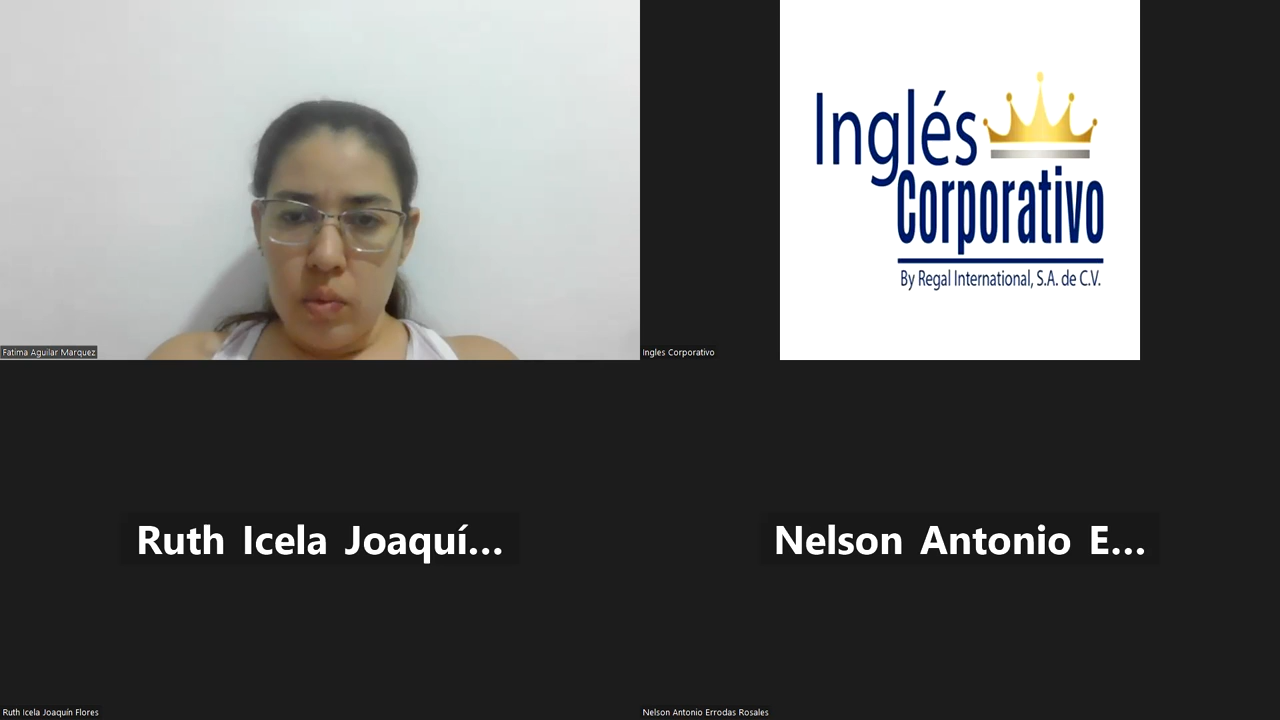 Fatima Aguilar Marquez
Inglés
Corporativo
By Regal International, S.A. de C.V.
Ingles Corporativo
Ruth Icela Joaquí...
Nelson Antonio E...
Ruth Icela Joaquín Flores
Nelson Antonio Errodas Rosales